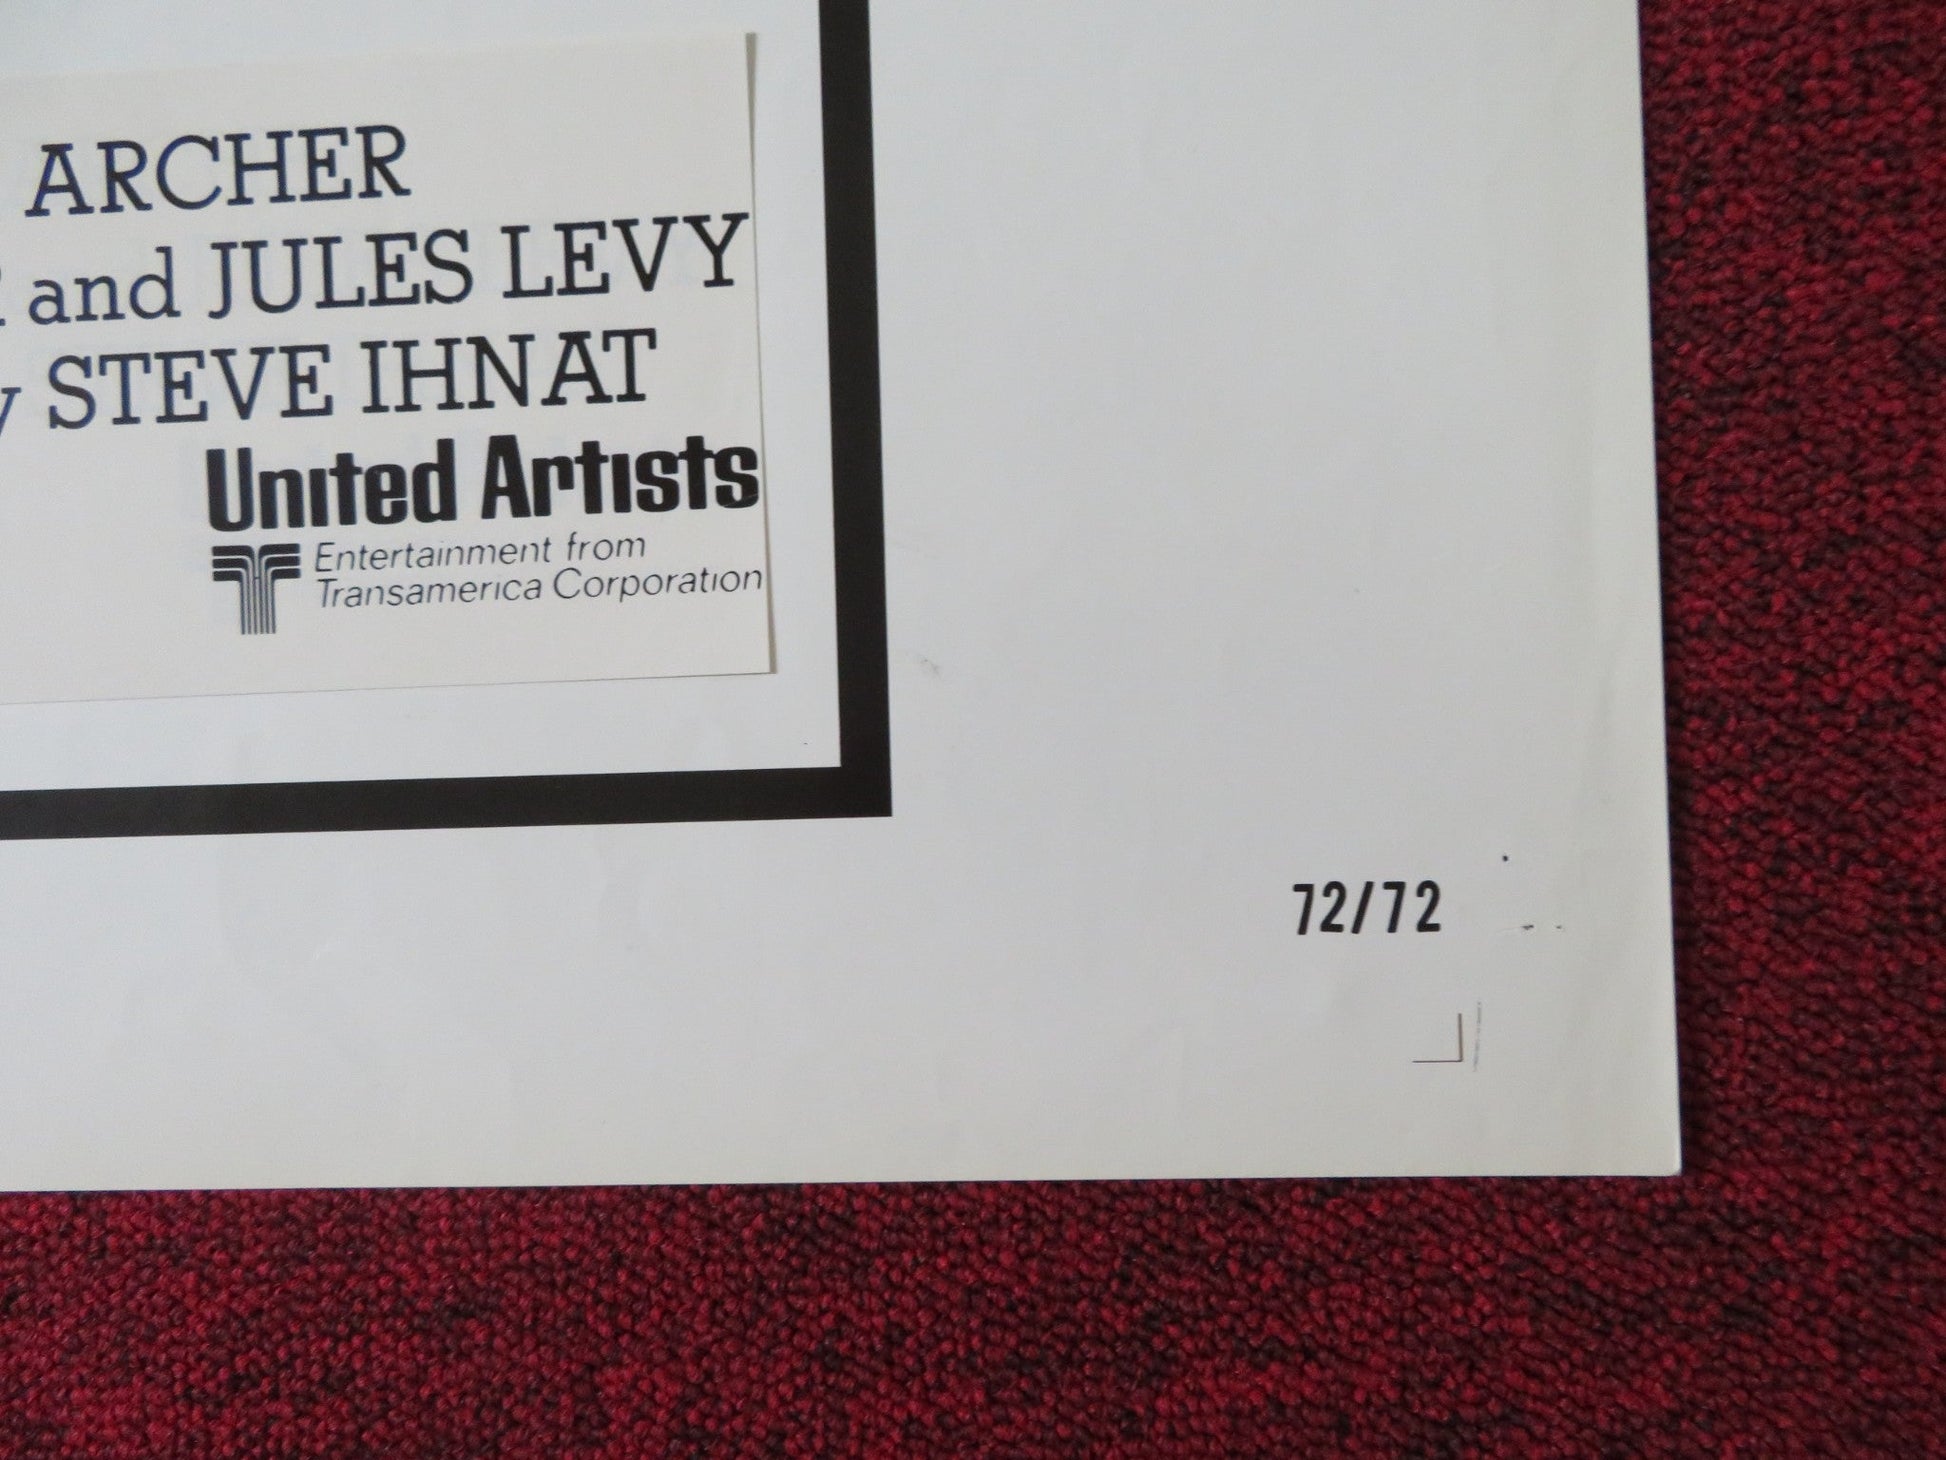 ARCHER
and JULES LEVY
STEVE IHNAT
United Artists
Entertainment from
Transamerica Corporation
72/72